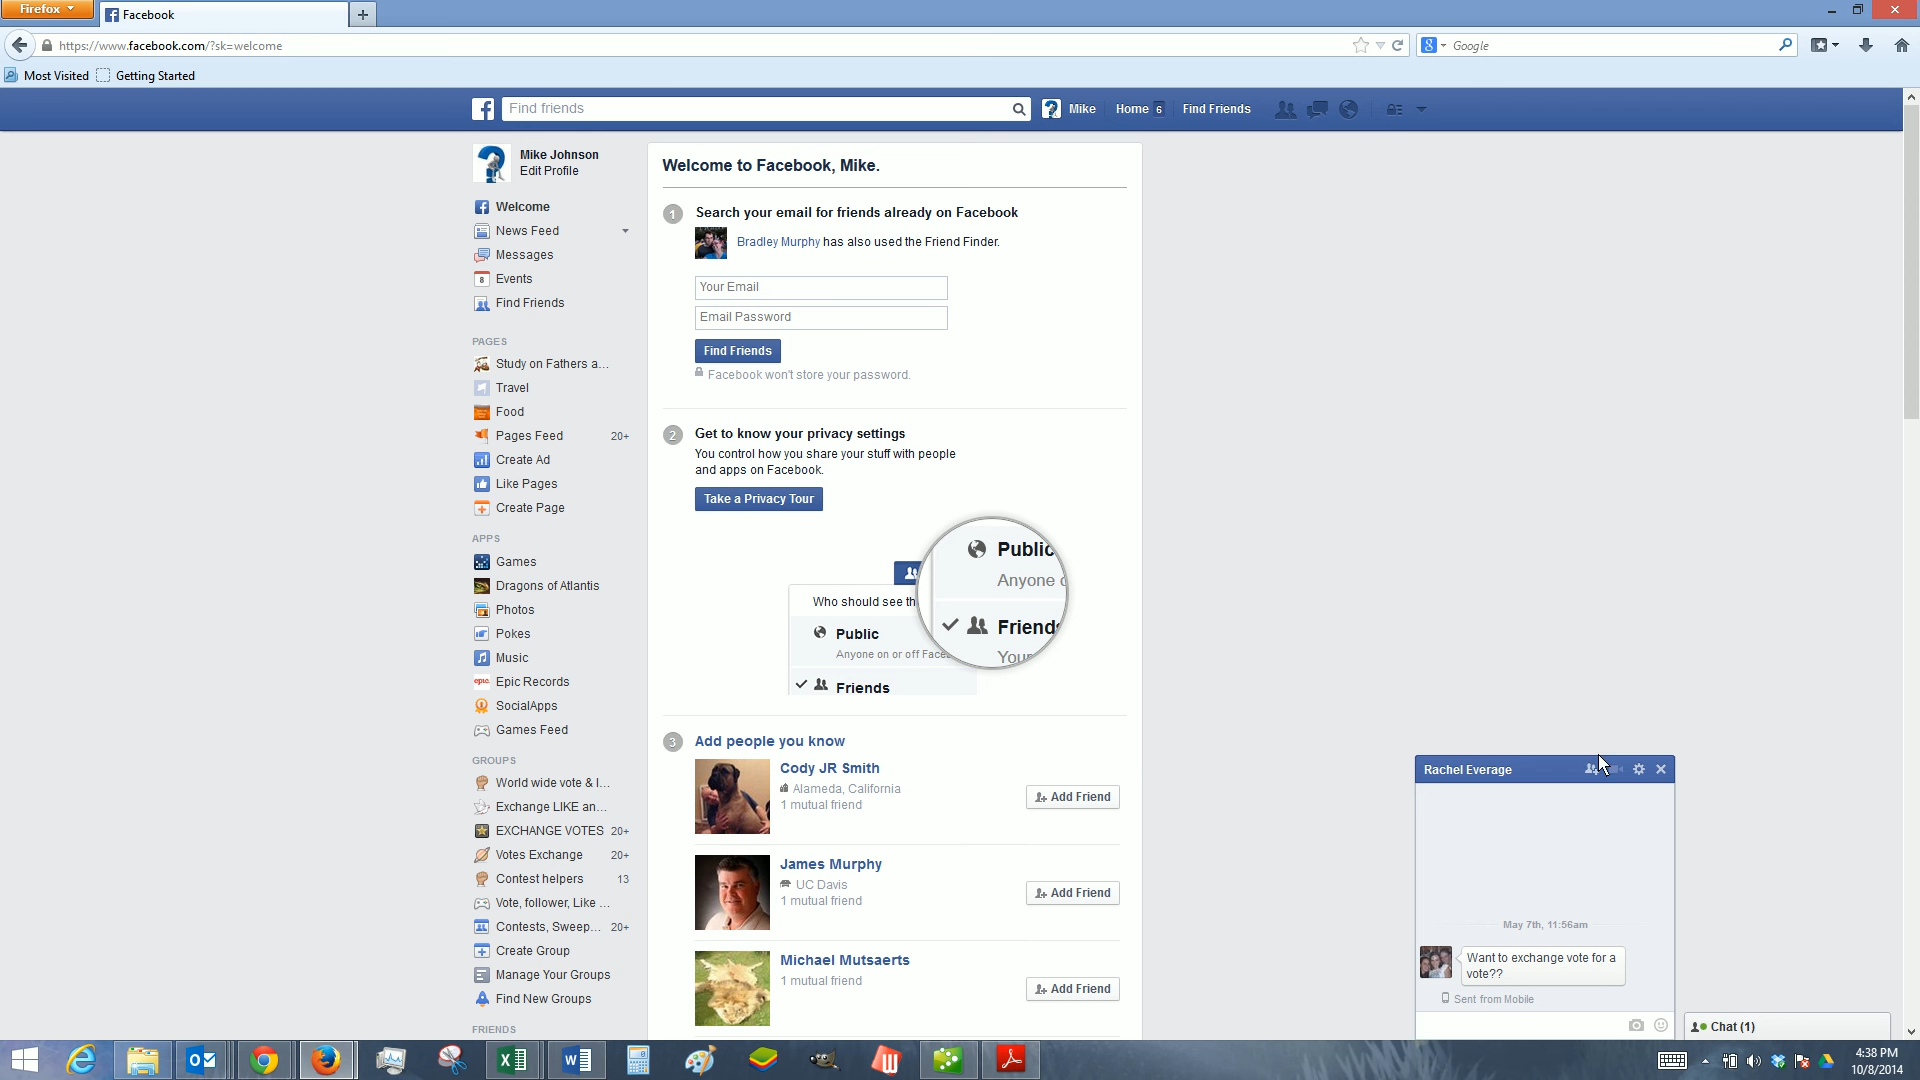 Firefox
Facebook
https://www.facebook.com/?sk=welcome
Google
Most Visited
Getting Started
Find friends
Mike
Home 6
Find Friends
Mike Johnson
Edit Profile
Welcome
News Feed
Messages
8 Events
Find Friends
PAGES
Study on Fathers a...
Travel
Food
Pages Feed 20+
Create Ad
Like Pages
Create Page
APPS
Games
Dragons of Atlantis
Photos
Pokes
Music
epic Epic Records
SocialApps
Games Feed
GROUPS
World wide vote & I...
Exchange LIKE an...
EXCHANGE VOTES 20+
Votes Exchange 20+
Contest helpers 13
Vote, follower, Like ...
Contests, Sweep... 20+
Create Group
Manage Your Groups
Find New Groups
FRIENDS
Welcome to Facebook, Mike.
1 Search your email for friends already on Facebook
Bradley Murphy has also used the Friend Finder.
Your Email
Email Password
Find Friends
Facebook won't store your password.
2 Get to know your privacy settings
You control how you share your stuff with people
and apps on Facebook.
Take a Privacy Tour
Who should see th
Public
Anyone on or off Face
Friends
Public
Anyone
Friends
Your
3 Add people you know
Cody JR Smith
Alameda, California
1 mutual friend
Add Friend
James Murphy
UC Davis
1 mutual friend
Add Friend
Michael Mutsaerts
1 mutual friend
Add Friend
Rachel Everage
May 7th, 11:56am
Want to exchange vote for a
vote??
Sent from Mobile
Chat (1)
4:38 PM
10/8/2014